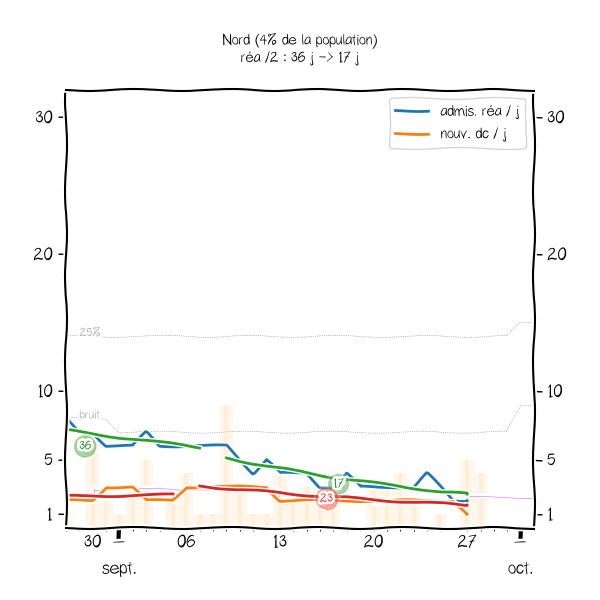 Nord (4% de la population)
réa /2 : 36 j -> 17 j
admis. réa / j
nouv. dc / j
30
30
20
20
25%
10
10
bruit
36
5
5
17
23
1
1
30
06
13
20
27
sept.
oct.